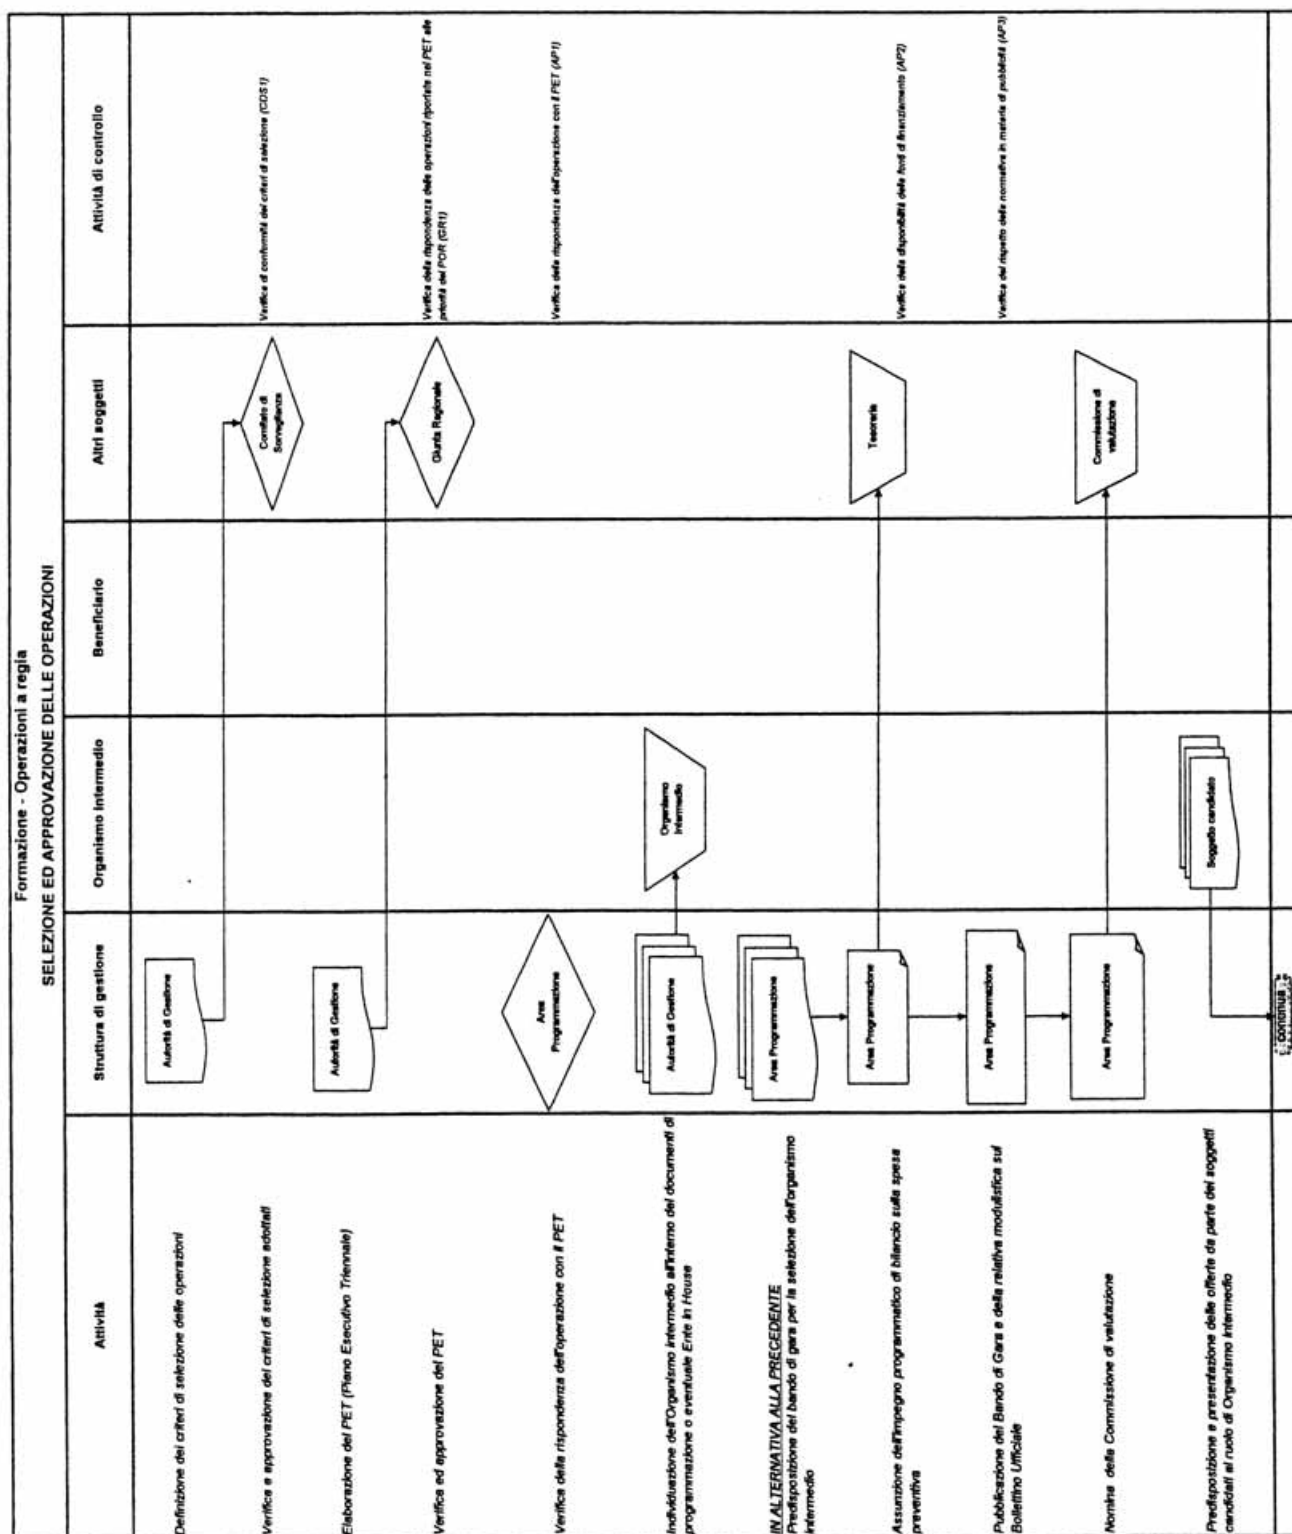 Formazione - Operazioni a regia
SELEZIONE ED APPROVAZIONE DELLE OPERAZIONI
Attività
Struttura di gestione
Organismo intermedio
Beneficiario
Altri soggetti
Attività di controllo
Definizione dei criteri di selezione delle operazioni
Autorità di Gestione
Verifica e approvazione dei criteri di selezione adottati
Comitato di
Sorveglianza
Verifica di conformità dei criteri di selezione (CDS1)
Elaborazione del PET (Piano Esecutivo Triennale)
Autorità di Gestione
Verifica ed approvazione del PET
Giunta Regionale
Verifica della rispondenza delle operazioni riportate nel PET alle
priorità del POR (GR1)
Verifica della rispondenza dell'operazione con il PET
Area
Programmazione
Verifica della rispondenza dell'operazione con il PET (AP1)
Individuazione dell'Organismo intermedio all'interno dei documenti di
programmazione o eventuale Ente in House
Autorità di Gestione
Organismo
Intermedio
IN ALTERNATIVA ALLA PRECEDENTE
Predisposizione del bando di gara per la selezione dell'organismo
intermedio
Area Programmazione
Assunzione dell'impegno programmatico di bilancio sulla spesa
preventiva
Area Programmazione
Tesoreria
Verifica della disponibilità delle fonti di finanziamento (AP2)
Pubblicazione del Bando di Gara e della relativa modulistica sul
Bollettino Ufficiale
Area Programmazione
Verifica del rispetto della normativa in materia di pubblicità (AP3)
Nomina della Commissione di valutazione
Area Programmazione
Commissione di
valutazione
Predisposizione e presentazione delle offerte da parte dei soggetti
candidati al ruolo di Organismo Intermedio
Soggetto candidato
continua